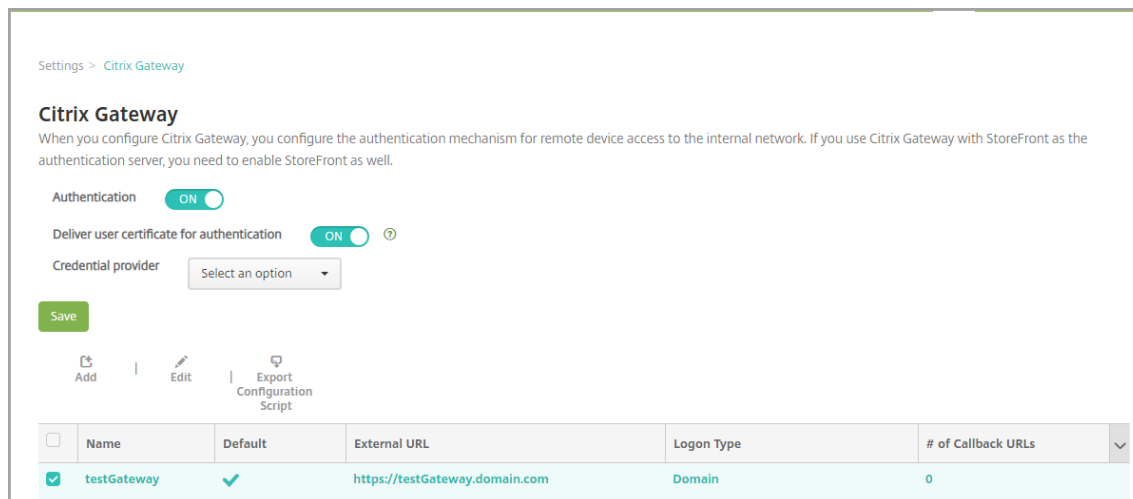 Settings > Citrix Gateway
Citrix Gateway
When you configure Citrix Gateway, you configure the authentication mechanism for remote device access to the internal network. If you use Citrix Gateway with StoreFront as the
authentication server, you need to enable StoreFront as well.
Authentication ON
Deliver user certificate for authentication ON ?
Credential provider Select an option
Save
Add | Edit | Export
Configuration
Script
Name Default External URL Logon Type # of Callback URLs
testGateway https://testGateway.domain.com Domain 0